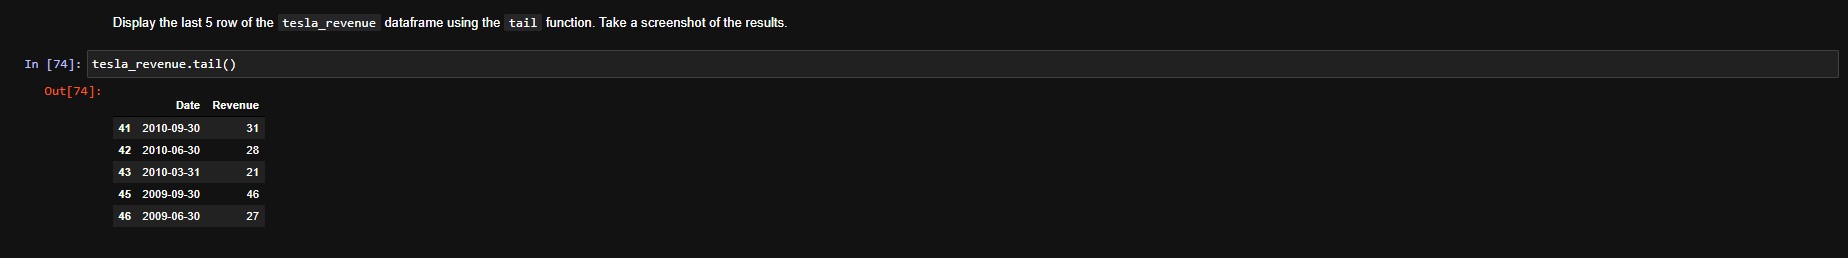 Display the last 5 row of the tesla_revenue dataframe using the tail function. Take a screenshot of the results.
In [74]: tesla_revenue.tail()
Out[74]:
Date Revenue
41 2010-09-30 31
42 2010-06-30 28
43 2010-03-31 21
45 2009-09-30 46
46 2009-06-30 27